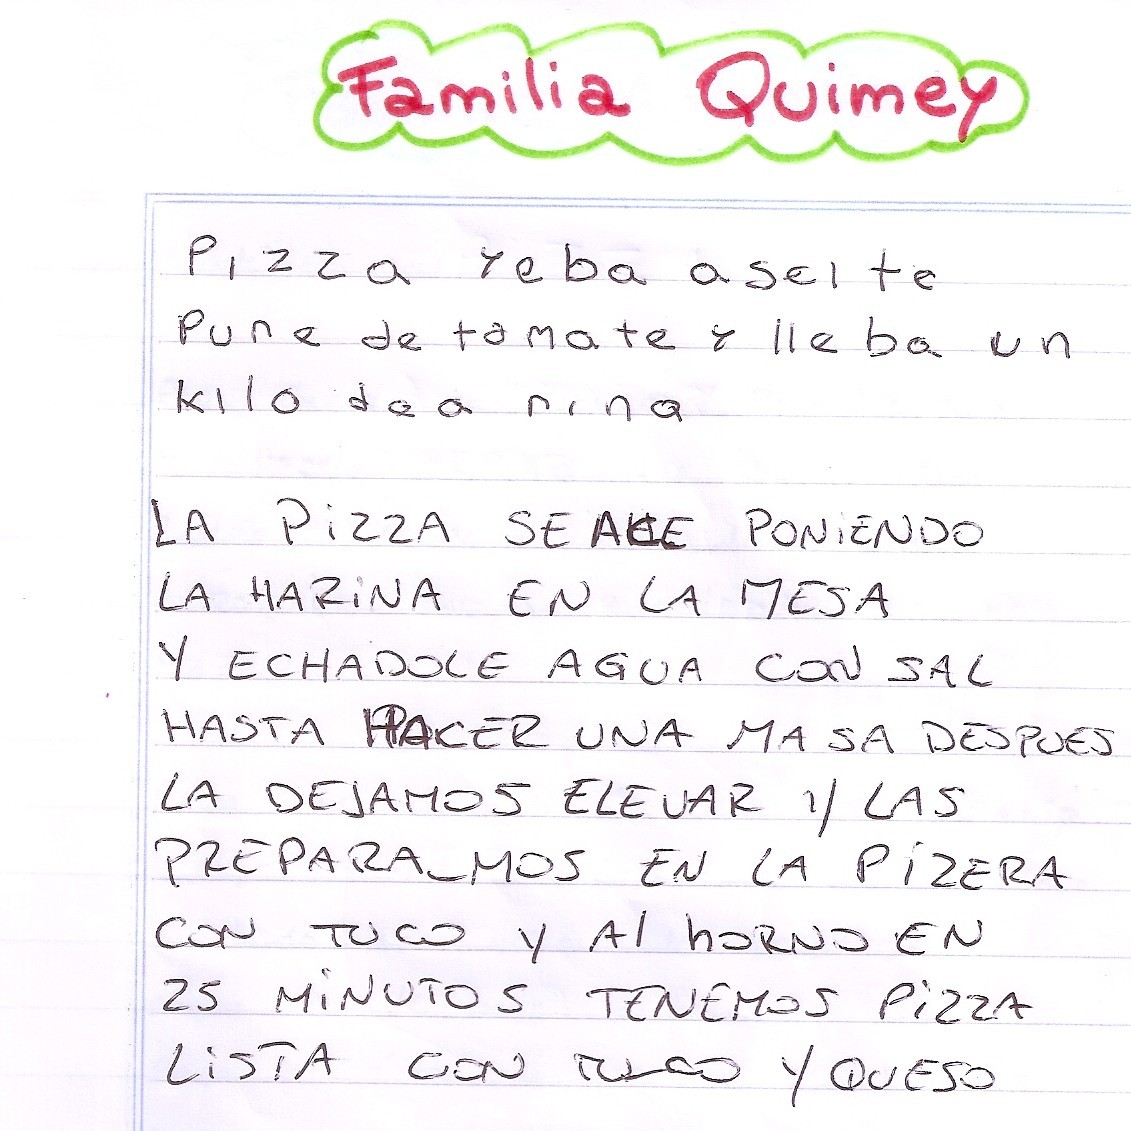 Familia Quimey
Pizza Yeba aseite
Pure de tomate Y lleba un
kilo dea rina
LA PiZZA SE ACE PONiENDO
LA HARiNA EN LA MESA
Y ECHADOLE AGUA CON SAL
HASTA HACER UNA MASA DESPUES
LA DEJAMOS ELEVAR Y LAS
PREPARA_MOS EN LA PiZERA
CON TUCO Y Al hORNO EN
25 MiNUTOS TENEMOS PiZZA
LiSTA CON TUCO Y QUESO